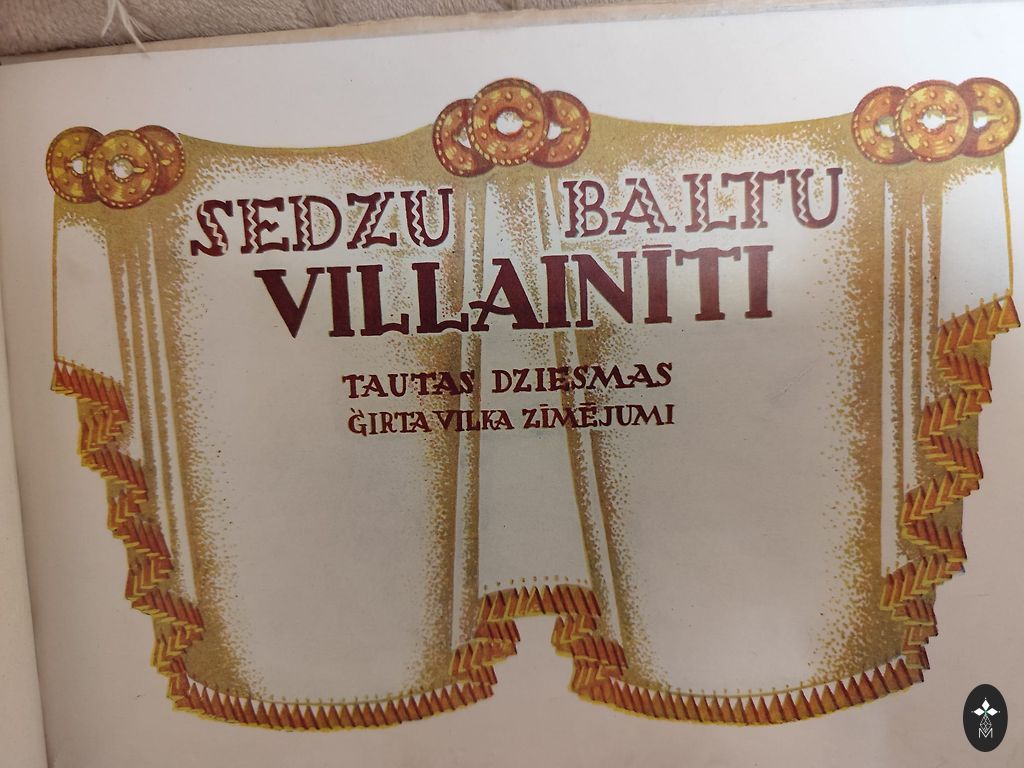 SEDZU BALTU
VILLAINĪTI
TAUTAS DZIESMAS
ĢIRTA VILKA ZĪMĒJUMI
M